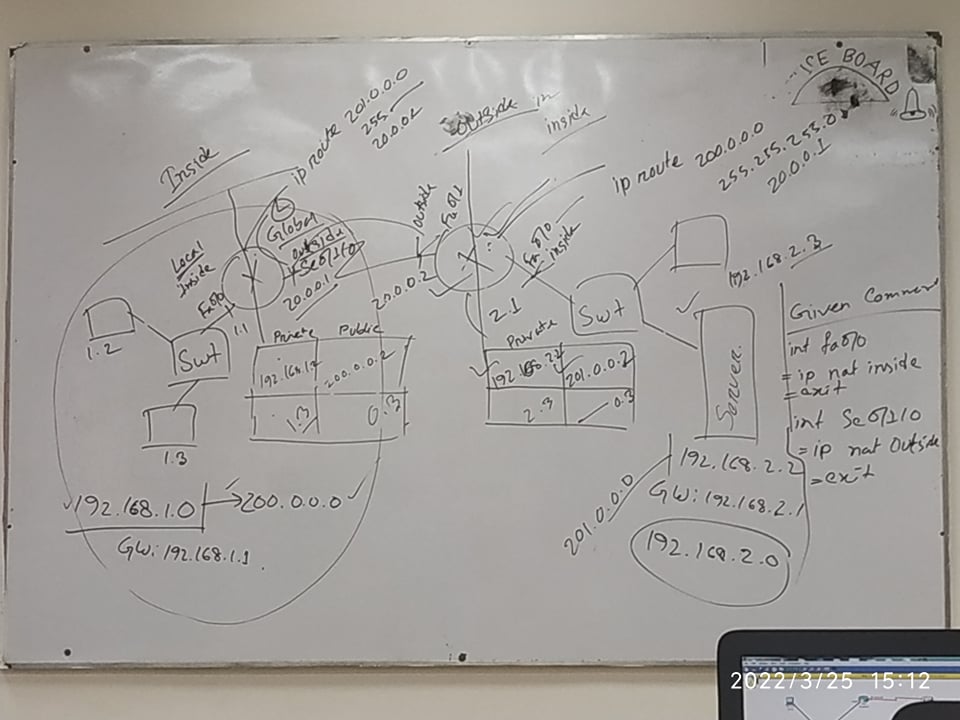 ISE BOARD
Inside
ip route 201.0.0.0
255.
20.0.0.2
Outside in
inside
ip route 200.0.0.0
255.255.255.0
20.0.0.1
Local
inside
Fa0/0
1.1
Global
outside
Se0/1/0
20.0.0.1
outside
Fa0/1
20.0.0.2
Fa0/0
inside
2.1
1.2
Swt
1.3
Private Public
192.168.1.2 200.0.0.2
1.3 0.3
Private
192.168.2.2 201.0.0.2
2.3 0.3
Swt
192.168.2.3
Server
192.168.2.2
GW: 192.168.2.1
201.0.0.0
192.168.2.0
192.168.1.0 → 200.0.0.0
GW: 192.168.1.1
Given Comman
int fa0/0
= ip nat inside
= exit
int Se0/1/0
= ip nat Outside
= exit
2022/3/25 15:12